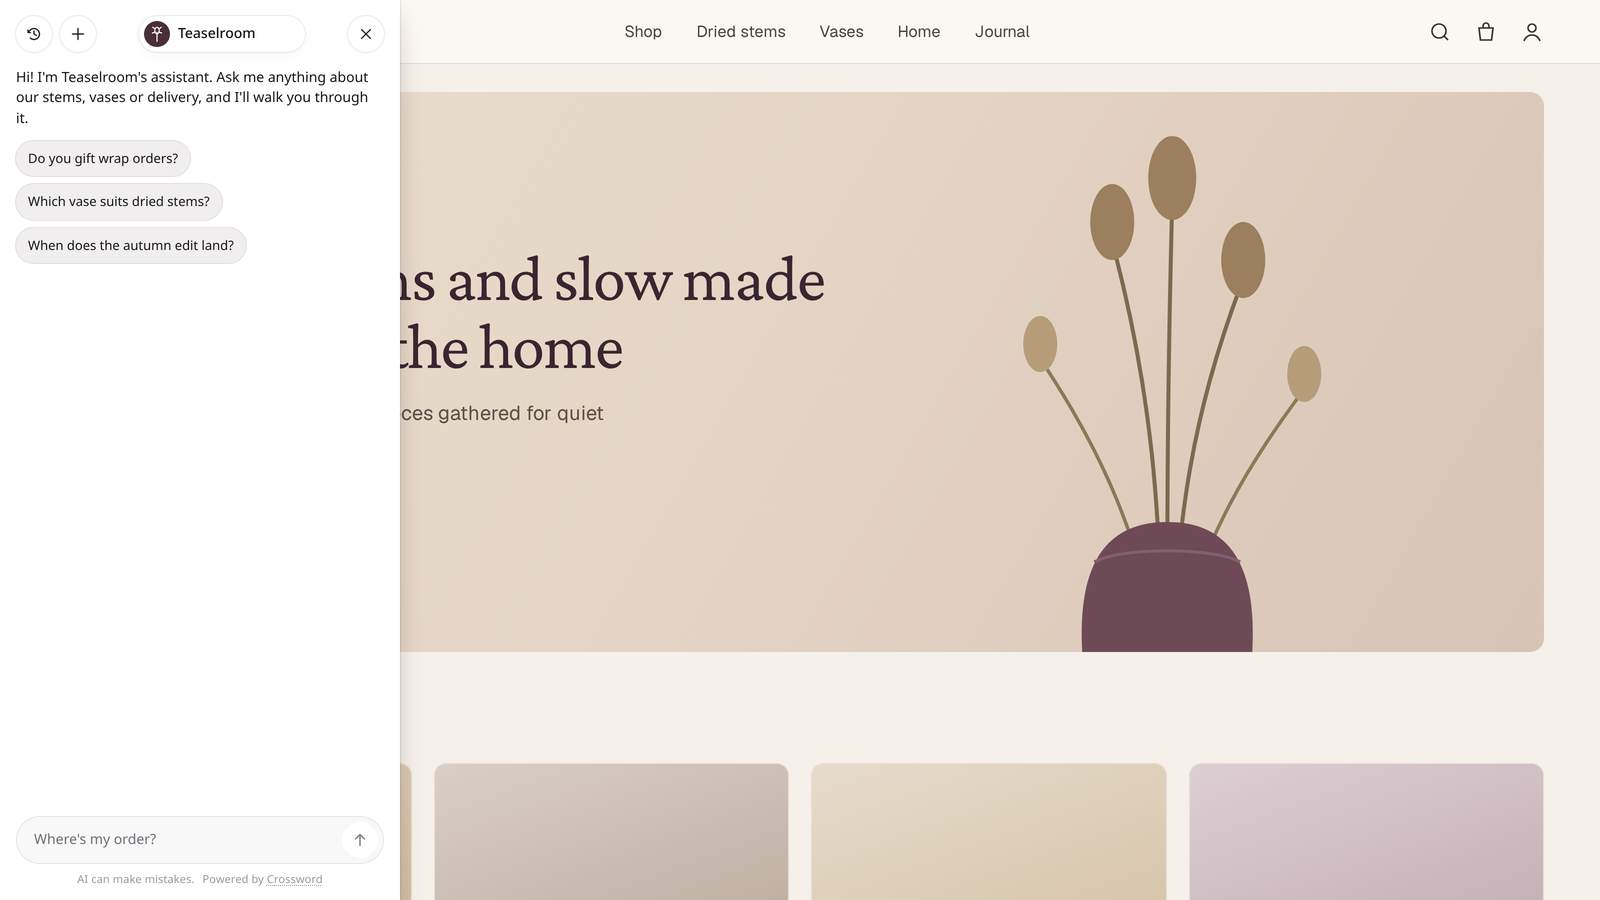 Teaselroom
Shop
Dried stems
Vases
Home
Journal
Hi! I'm Teaselroom's assistant. Ask me anything about
our stems, vases or delivery, and I'll walk you through
it.
Do you gift wrap orders?
Which vase suits dried stems?
When does the autumn edit land?
and slow made
the home
gathered for quiet
Where's my order?
AI can make mistakes. Powered by Crossword